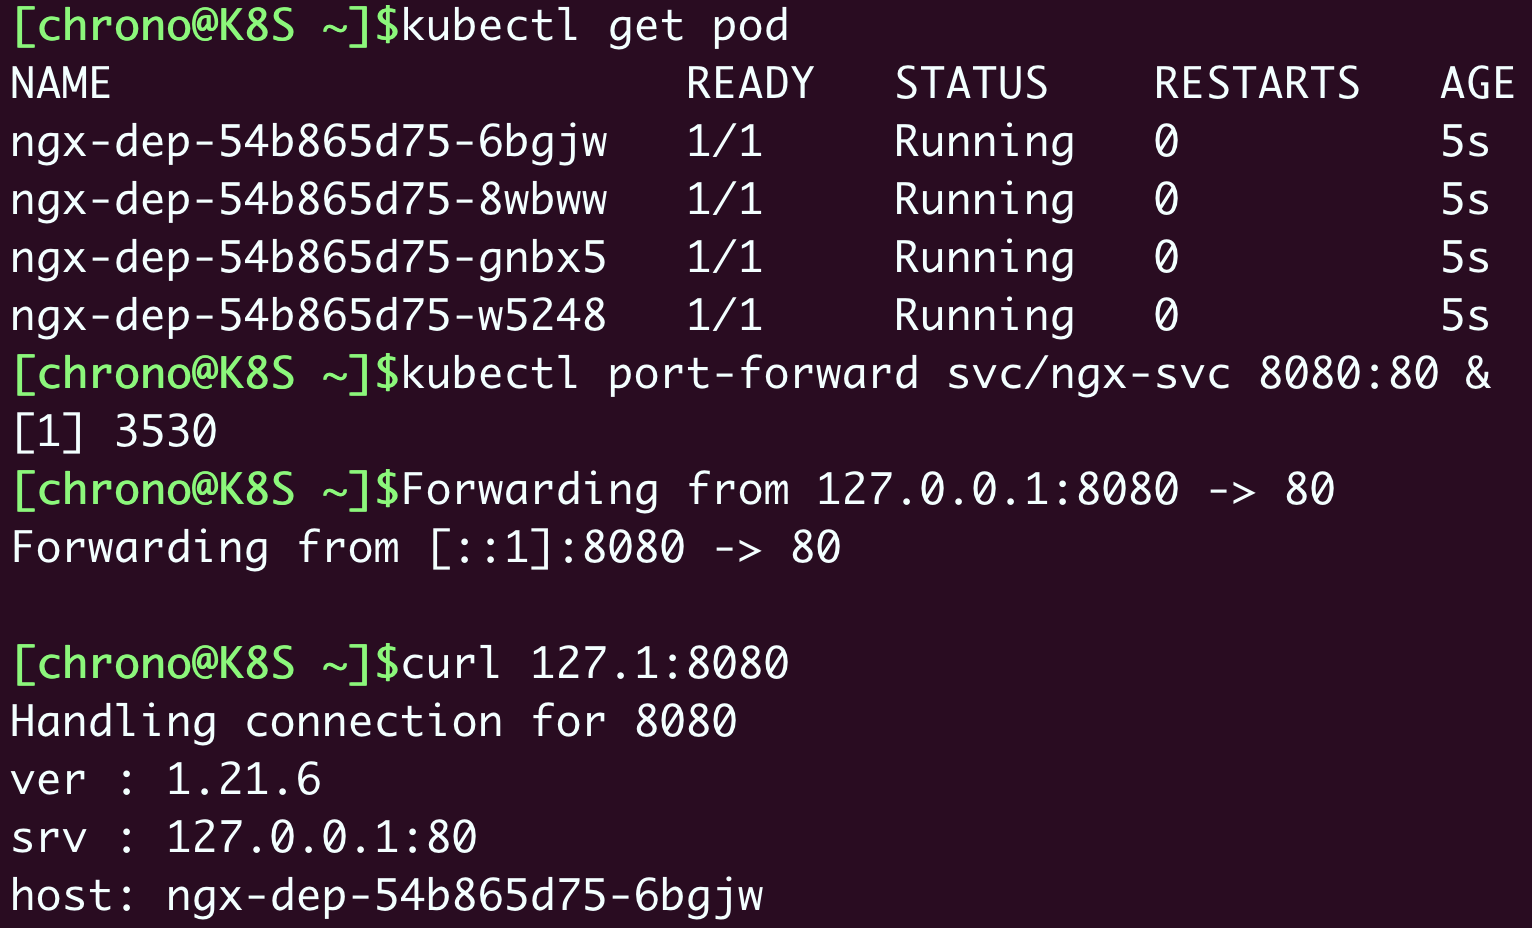 [chrono@K8S ~]$kubectl get pod
NAME                      READY   STATUS    RESTARTS   AGE
ngx-dep-54b865d75-6bgjw   1/1     Running   0          5s
ngx-dep-54b865d75-8wbww   1/1     Running   0          5s
ngx-dep-54b865d75-gnbx5   1/1     Running   0          5s
ngx-dep-54b865d75-w5248   1/1     Running   0          5s
[chrono@K8S ~]$kubectl port-forward svc/ngx-svc 8080:80 &
[1] 3530
[chrono@K8S ~]$Forwarding from 127.0.0.1:8080 -> 80
Forwarding from [::1]:8080 -> 80

[chrono@K8S ~]$curl 127.1:8080
Handling connection for 8080
ver : 1.21.6
srv : 127.0.0.1:80
host: ngx-dep-54b865d75-6bgjw